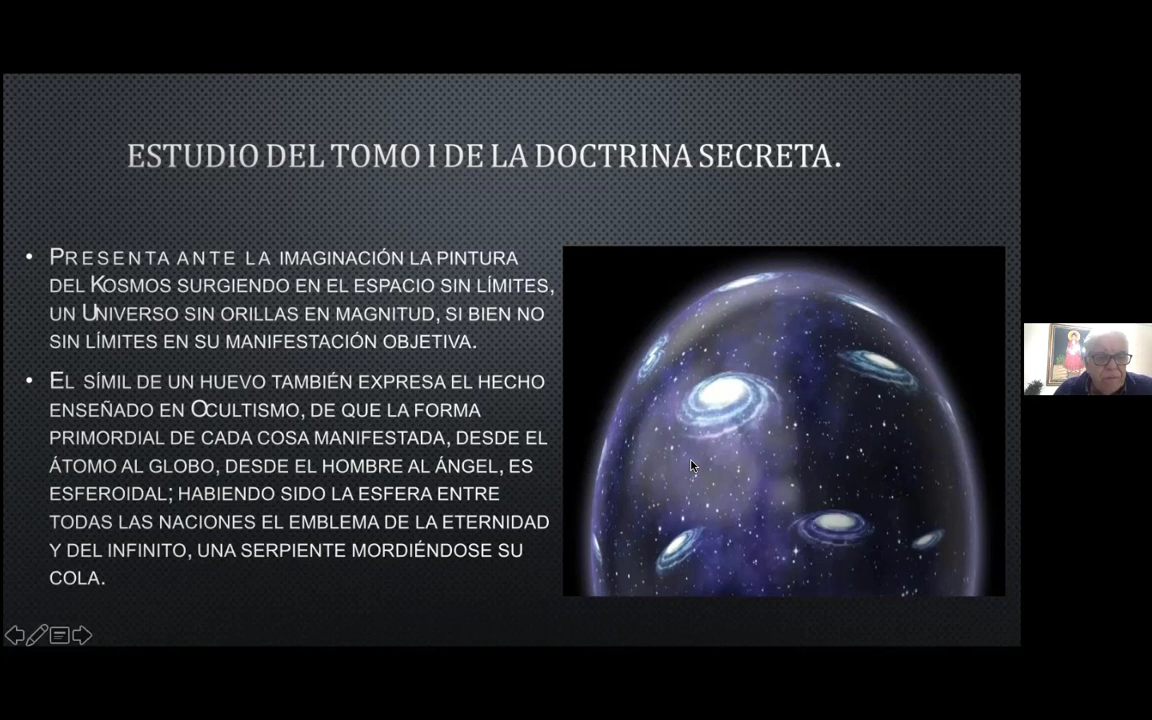 ESTUDIO DEL TOMO I DE LA DOCTRINA SECRETA.
• PRESENTA ANTE LA IMAGINACIÓN LA PINTURA
DEL KOSMOS SURGIENDO EN EL ESPACIO SIN LÍMITES,
UN UNIVERSO SIN ORILLAS EN MAGNITUD, SI BIEN NO
SIN LÍMITES EN SU MANIFESTACIÓN OBJETIVA.
• EL SÍMIL DE UN HUEVO TAMBIÉN EXPRESA EL HECHO
ENSEÑADO EN OCULTISMO, DE QUE LA FORMA
PRIMORDIAL DE CADA COSA MANIFESTADA, DESDE EL
ÁTOMO AL GLOBO, DESDE EL HOMBRE AL ÁNGEL, ES
ESFEROIDAL; HABIENDO SIDO LA ESFERA ENTRE
TODAS LAS NACIONES EL EMBLEMA DE LA ETERNIDAD
Y DEL INFINITO, UNA SERPIENTE MORDIÉNDOSE SU
COLA.